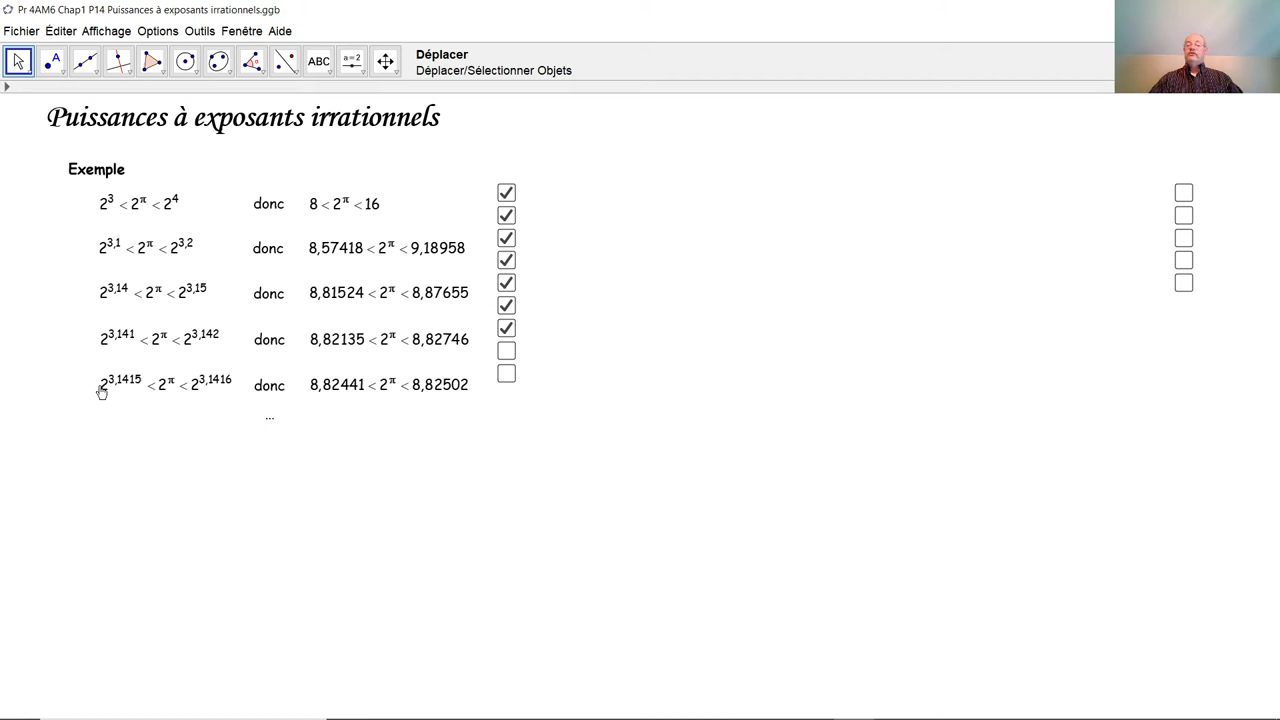 Pr 4AM6 Chap1 P14 Puissances à exposants irrationnels.ggb
Fichier Éditer Affichage Options Outils Fenêtre Aide
A
ABC
a=2
Déplacer
Déplacer/Sélectionner Objets
Puissances à exposants irrationnels
Exemple
2³ < 2^π < 2⁴ donc 8 < 2^π < 16
2^3,1 < 2^π < 2^3,2 donc 8,57418 < 2^π < 9,18958
2^3,14 < 2^π < 2^3,15 donc 8,81524 < 2^π < 8,87655
2^3,141 < 2^π < 2^3,142 donc 8,82135 < 2^π < 8,82746
2^3,1415 < 2^π < 2^3,1416 donc 8,82441 < 2^π < 8,82502
...